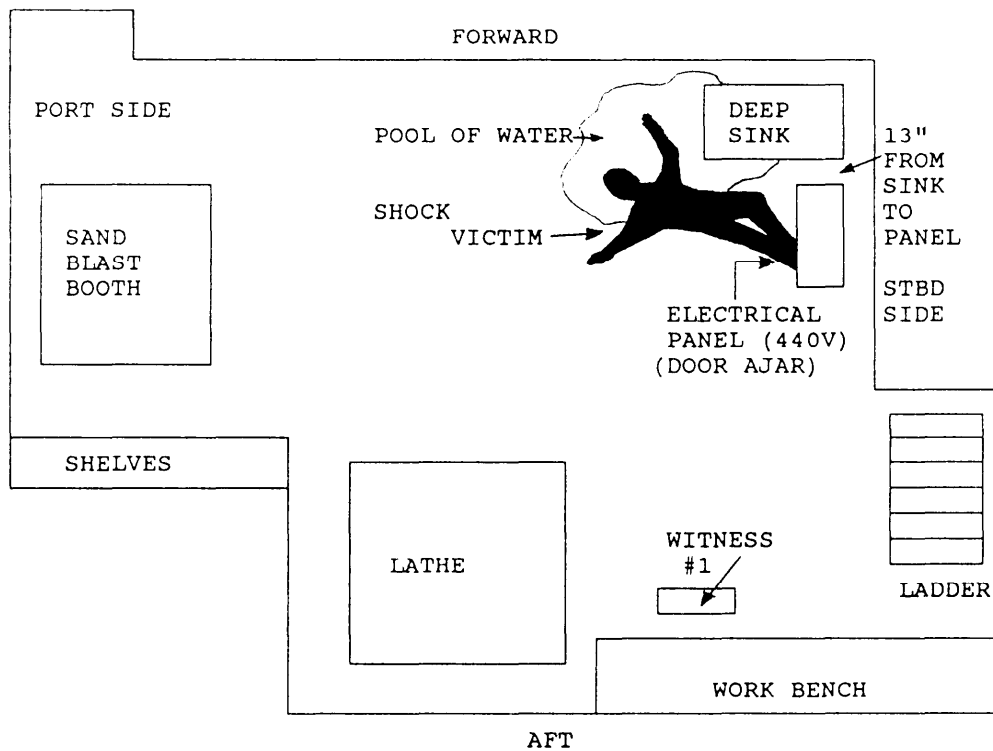 FORWARD
PORT SIDE
POOL OF WATER
DEEP
SINK
13"
FROM
SINK
TO
PANEL
SHOCK
VICTIM
SAND
BLAST
BOOTH
STBD
SIDE
ELECTRICAL
PANEL (440V)
(DOOR AJAR)
SHELVES
LATHE
WITNESS
#1
LADDER
WORK BENCH
AFT